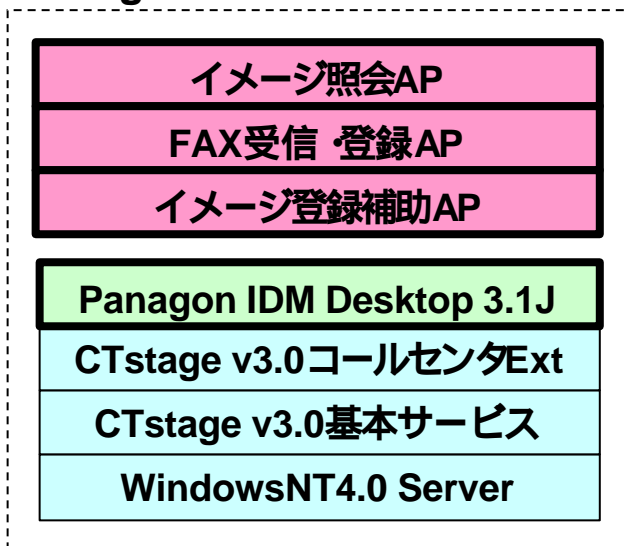 イメージ照会AP
FAX受信・登録AP
イメージ登録補助AP
Panagon IDM Desktop 3.1J
CTstage v3.0コールセンタExt
CTstage v3.0基本サービス
WindowsNT4.0 Server